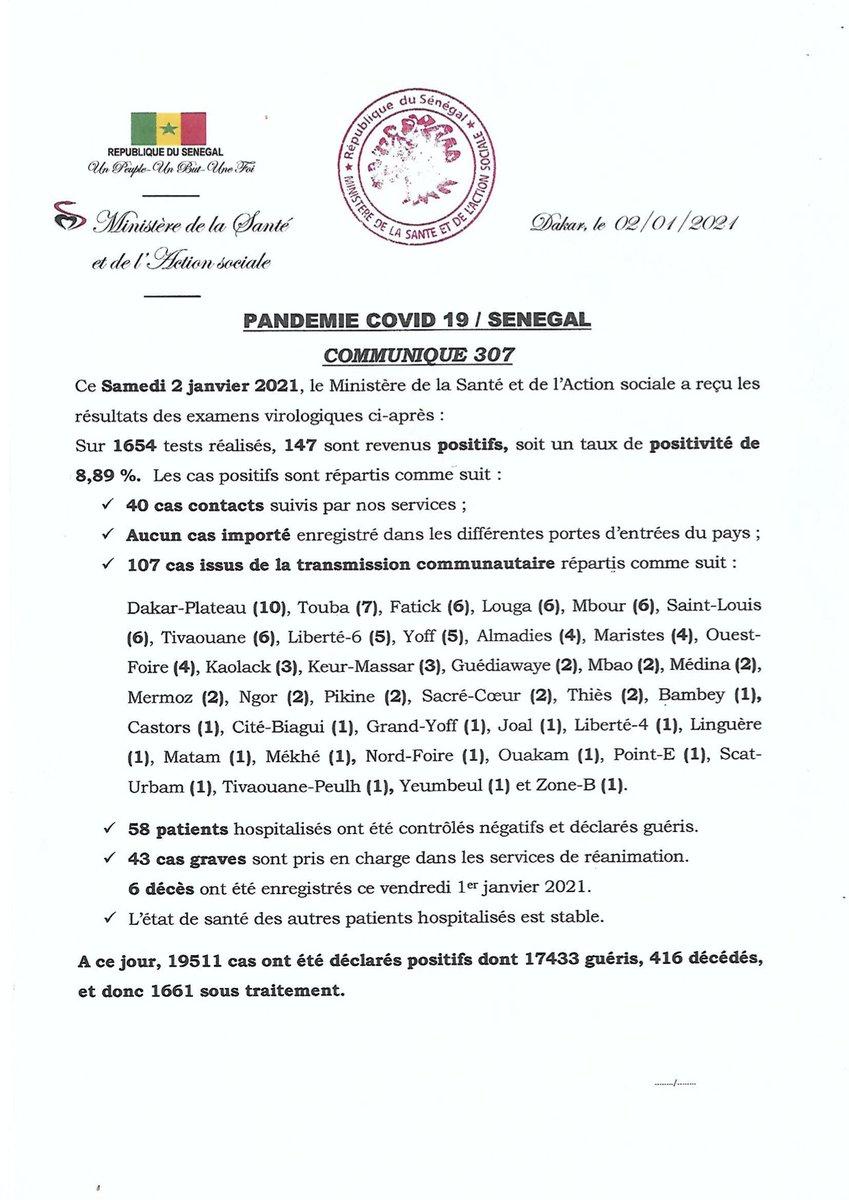 REPUBLIQUE DU SENEGAL
Un Peuple-Un But-Une Foi
Ministère de la Santé
et de l'Action sociale
★ République du Sénégal ★
MINISTERE DE LA SANTE ET DE L'ACTION SOCIALE
Dakar, le 02/01/2021
PANDEMIE COVID 19 / SENEGAL
COMMUNIQUE 307
Ce Samedi 2 janvier 2021, le Ministère de la Santé et de l'Action sociale a reçu les
résultats des examens virologiques ci-après :
Sur 1654 tests réalisés, 147 sont revenus positifs, soit un taux de positivité de
8,89 %. Les cas positifs sont répartis comme suit :
✓ 40 cas contacts suivis par nos services ;
✓ Aucun cas importé enregistré dans les différentes portes d'entrées du pays ;
✓ 107 cas issus de la transmission communautaire répartis comme suit :
Dakar-Plateau (10), Touba (7), Fatick (6), Louga (6), Mbour (6), Saint-Louis
(6), Tivaouane (6), Liberté-6 (5), Yoff (5), Almadies (4), Maristes (4), Ouest-
Foire (4), Kaolack (3), Keur-Massar (3), Guédiawaye (2), Mbao (2), Médina (2),
Mermoz (2), Ngor (2), Pikine (2), Sacré-Cœur (2), Thiès (2), Bambey (1),
Castors (1), Cité-Biagui (1), Grand-Yoff (1), Joal (1), Liberté-4 (1), Linguère
(1), Matam (1), Mékhé (1), Nord-Foire (1), Ouakam (1), Point-E (1), Scat-
Urbam (1), Tivaouane-Peulh (1), Yeumbeul (1) et Zone-B (1).
✓ 58 patients hospitalisés ont été contrôlés négatifs et déclarés guéris.
✓ 43 cas graves sont pris en charge dans les services de réanimation.
6 décès ont été enregistrés ce vendredi 1er janvier 2021.
✓ L'état de santé des autres patients hospitalisés est stable.
A ce jour, 19511 cas ont été déclarés positifs dont 17433 guéris, 416 décédés,
et donc 1661 sous traitement.
......../........